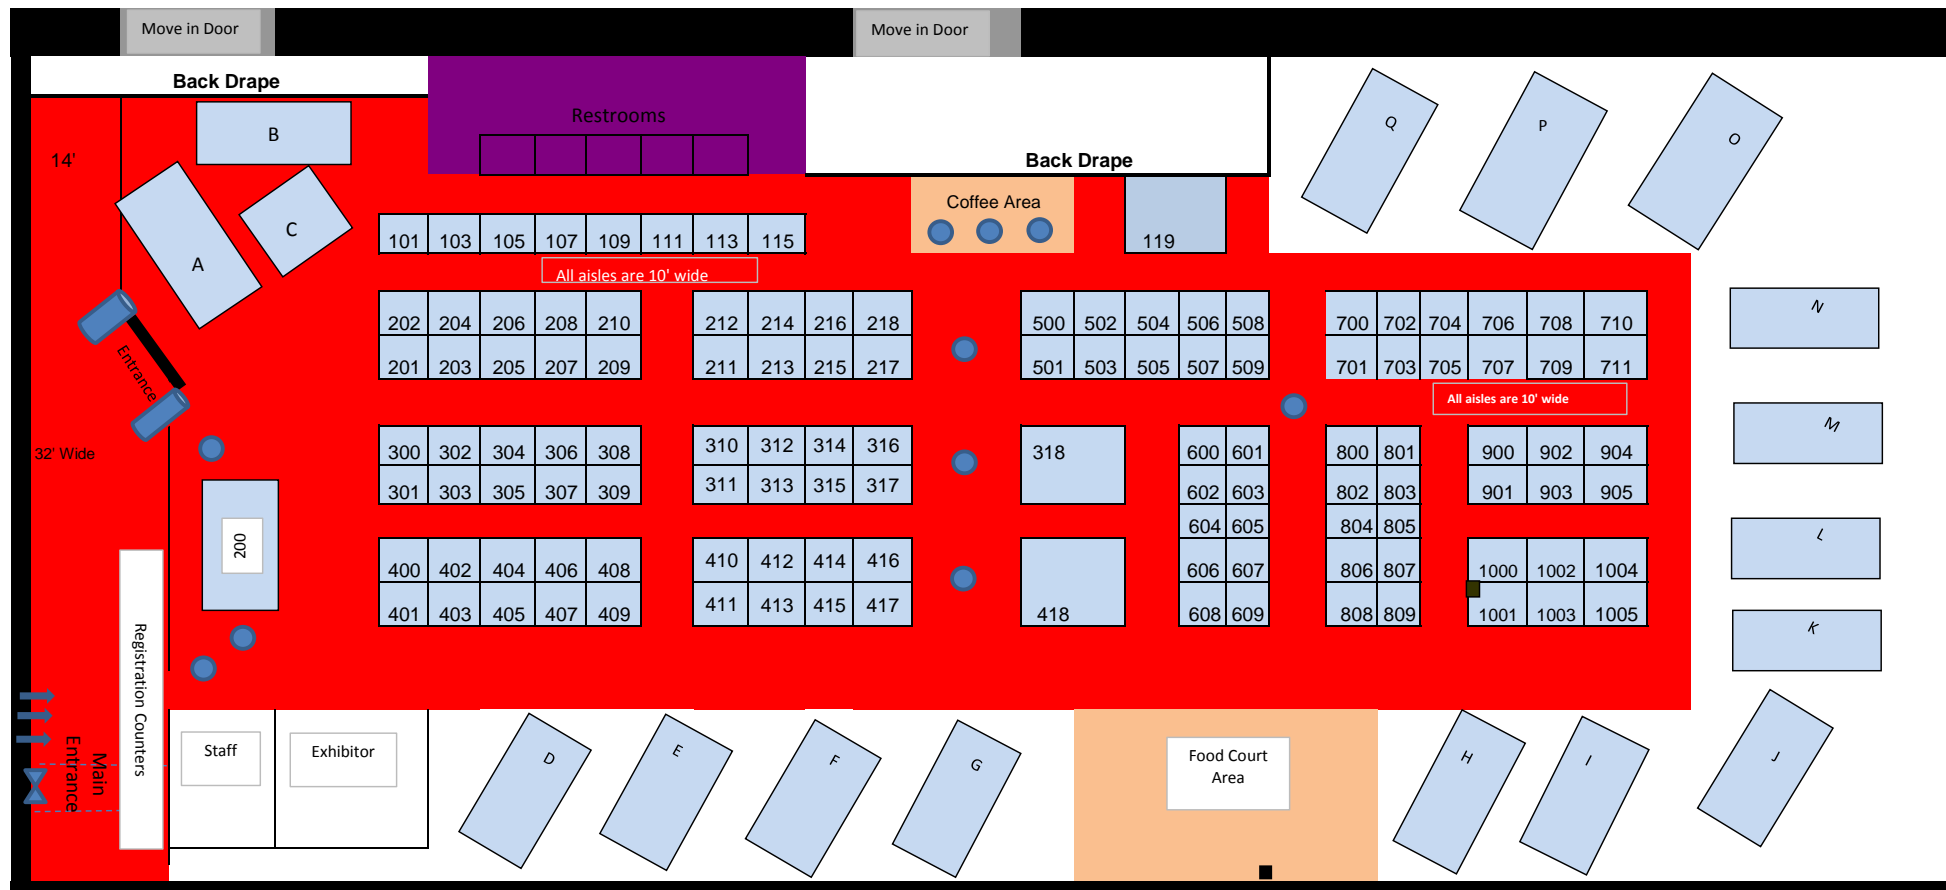 Move in Door
Move in Door
Back Drape
Restrooms
Back Drape
14'
B
A
C
Q
P
O
Coffee Area
119
101 103 105 107 109 111 113 115
All aisles are 10' wide
202 204 206 208 210 212 214 216 218 500 502 504 506 508 700 702 704 706 708 710
201 203 205 207 209 211 213 215 217 501 503 505 507 509 701 703 705 707 709 711
N
Entrance
All aisles are 10' wide
M
32' Wide
300 302 304 306 308 310 312 314 316 318 600 601 800 801 900 902 904
301 303 305 307 309 311 313 315 317 602 603 802 803 901 903 905
604 605 804 805
L
200
400 402 404 406 408 410 412 414 416 606 607 806 807 1000 1002 1004
401 403 405 407 409 411 413 415 417 418 608 609 808 809 1001 1003 1005
K
Registration Counters
Main
Entrance
Staff
Exhibitor
D
E
F
G
Food Court
Area
H
I
J